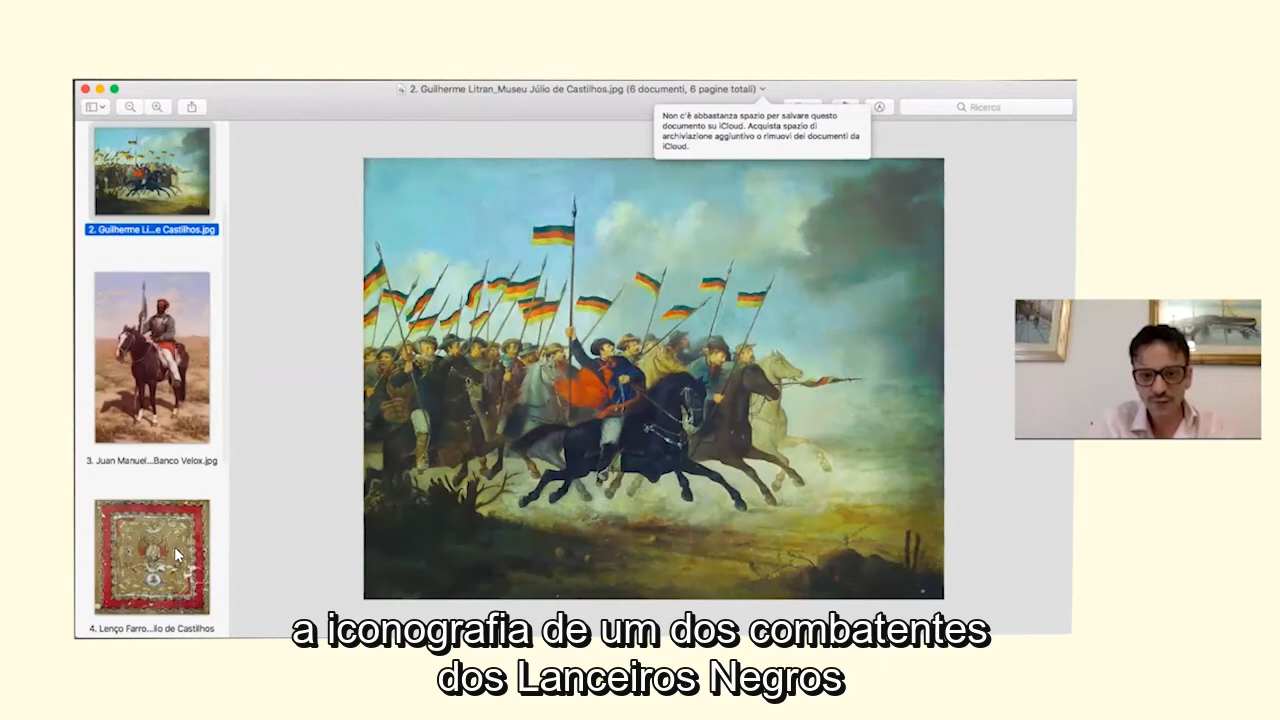 2. Guilherme Litran_Museu Júlio de Castilhos.jpg (6 documenti, 6 pagine totali)
Ricerca
Non c'è abbastanza spazio per salvare questo
documento su iCloud. Acquista spazio di
archiviazione aggiuntivo o rimuovi dei documenti da
iCloud.
2. Guilherme Li...e Castilhos.jpg
3. Juan Manuel...Banco Velox.jpg
4. Lenço Farro...lio de Castilhos
a iconografia de um dos combatentes
dos Lanceiros Negros